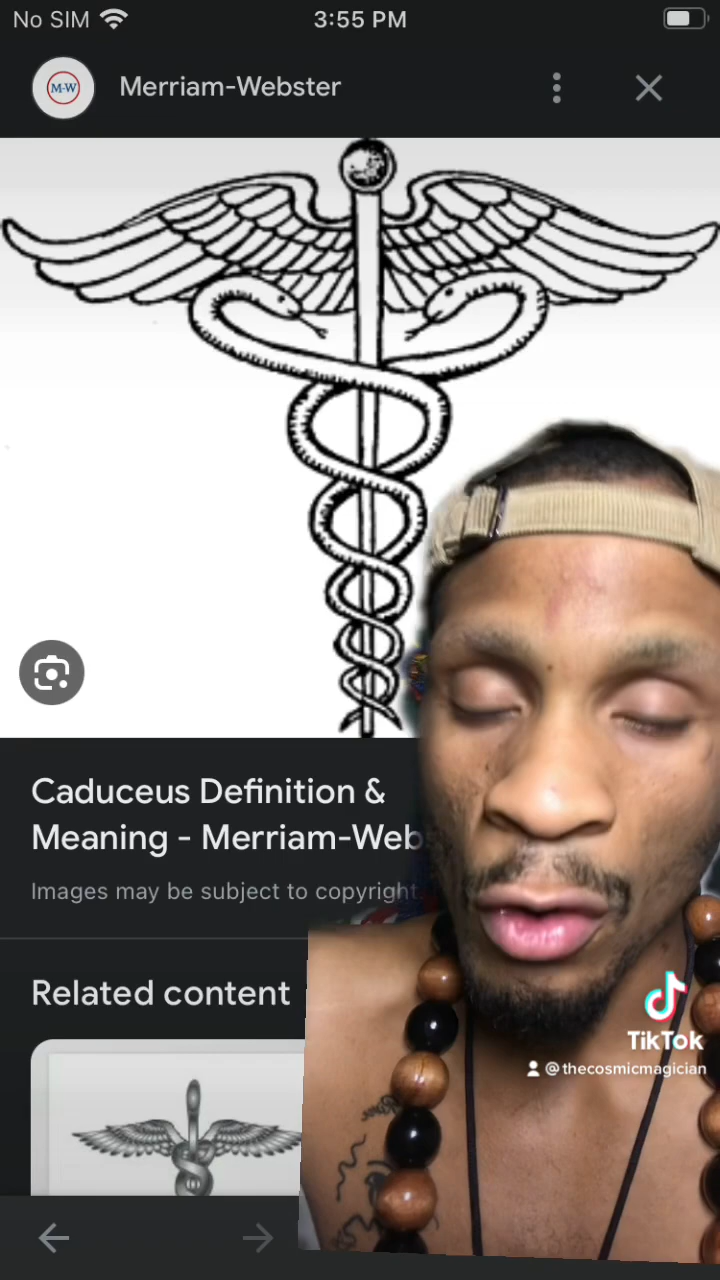 No SIM
3:55 PM
M-W
Merriam-Webster
Caduceus Definition &
Meaning - Merriam-Webs
Images may be subject to copyright.
Related content
TikTok
@thecosmicmagician